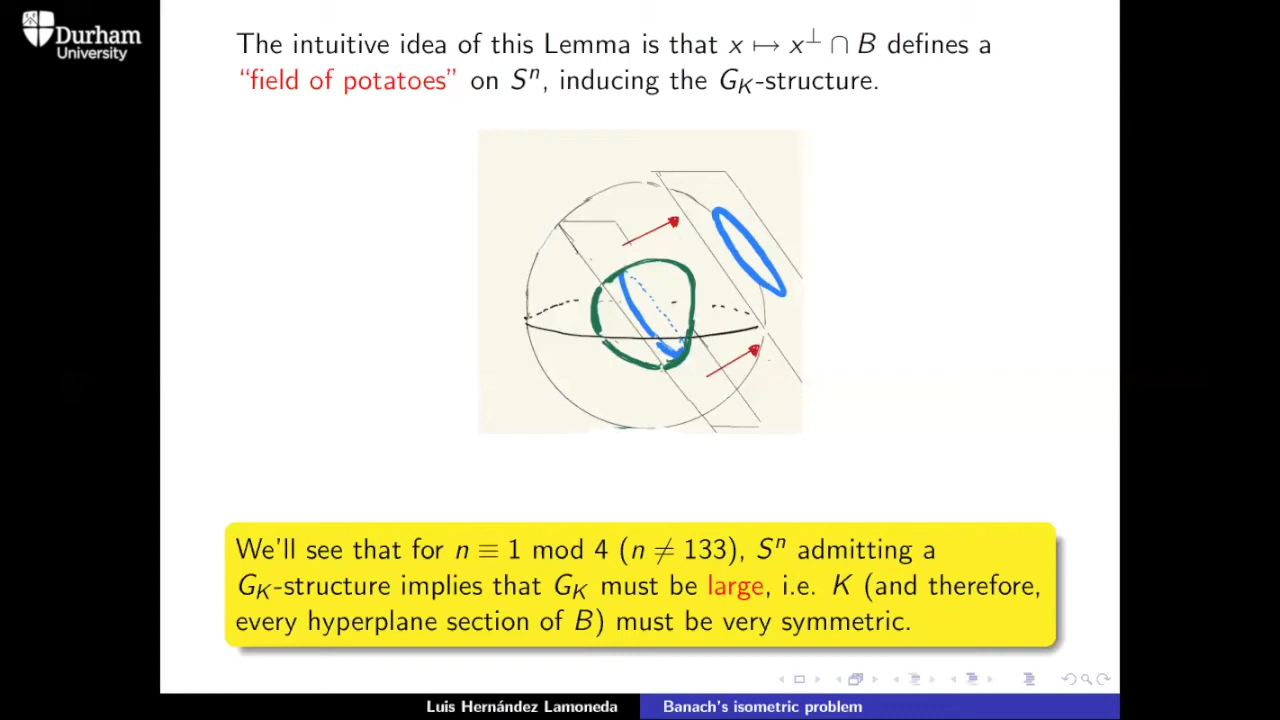 Durham
University
The intuitive idea of this Lemma is that x ↦ x⊥ ∩ B defines a
“field of potatoes” on Sⁿ, inducing the G_K-structure.
We'll see that for n ≡ 1 mod 4 (n ≠ 133), Sⁿ admitting a
G_K-structure implies that G_K must be large, i.e. K (and therefore,
every hyperplane section of B) must be very symmetric.
Luis Hernández Lamoneda Banach's isometric problem